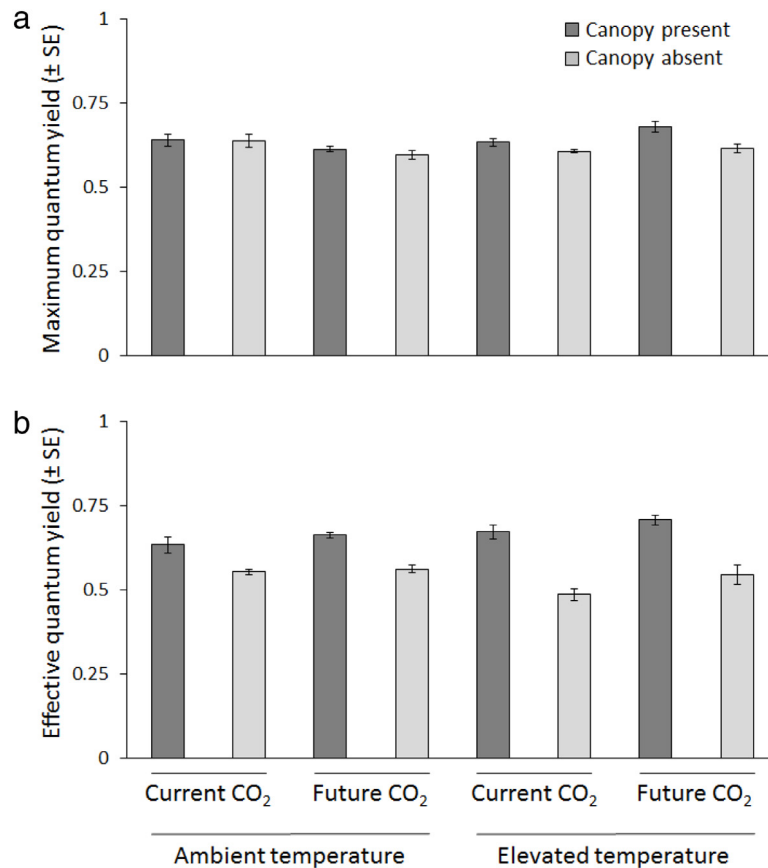 a
Maximum quantum yield (± SE)
1
0.75
0.5
0.25
0
Canopy present
Canopy absent
b
Effective quantum yield (± SE)
1
0.75
0.5
0.25
0
Current CO₂ Future CO₂ Current CO₂ Future CO₂
Ambient temperature Elevated temperature